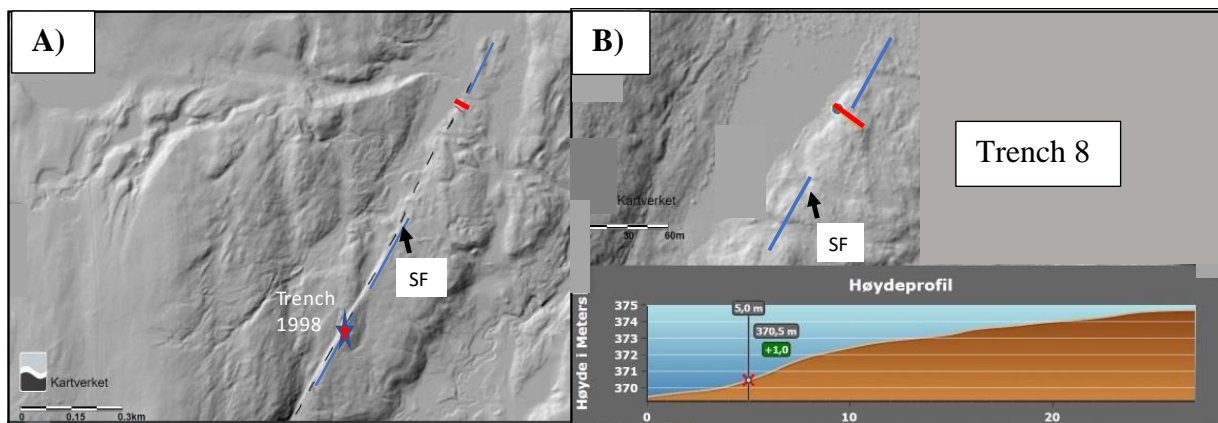 A)
Trench
1998
SF
Kartverket
0 0.15 0.3km
B)
Kartverket
30 60m
SF
Trench 8
Høydeprofil
Høyde i Meters
375
374
373
372
371
370
5,0 m
370,5 m
+1,0
0 10 20